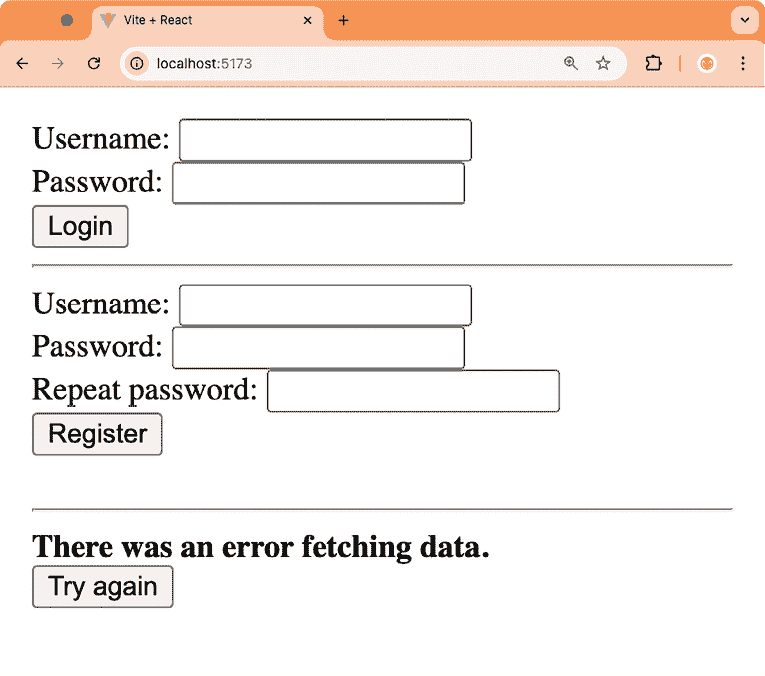 Vite + React
localhost:5173
Username:
Password:
Login
Username:
Password:
Repeat password:
Register
There was an error fetching data.
Try again